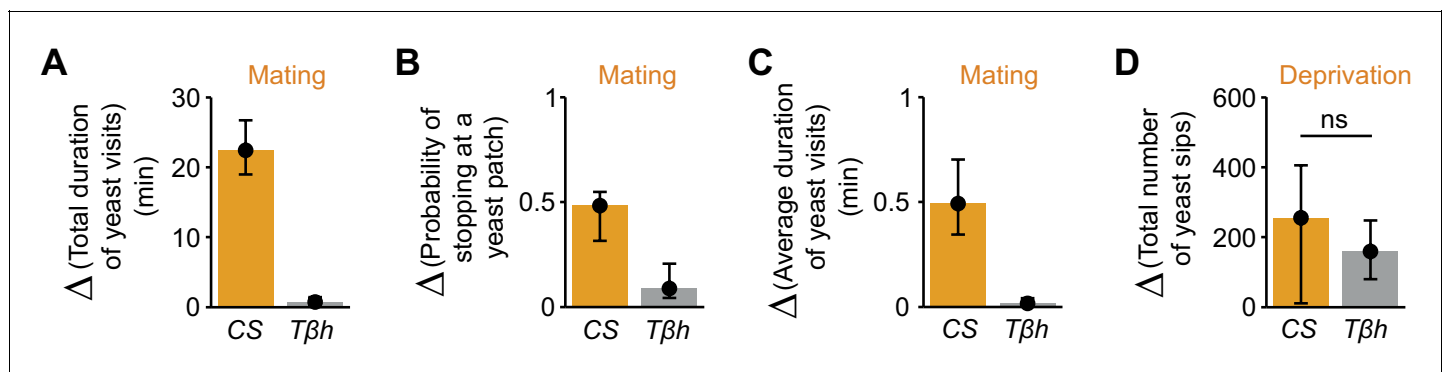 A
Mating
Δ (Total duration
of yeast visits)
(min)
30
20
10
0
CS
Tβh
B
Mating
Δ (Probability of
stopping at a
yeast patch)
1
0.5
0
CS
Tβh
C
Mating
Δ (Average duration
of yeast visits)
(min)
1
0.5
0
CS
Tβh
D
Deprivation
Δ (Total number
of yeast sips)
600
400
200
0
ns
CS
Tβh